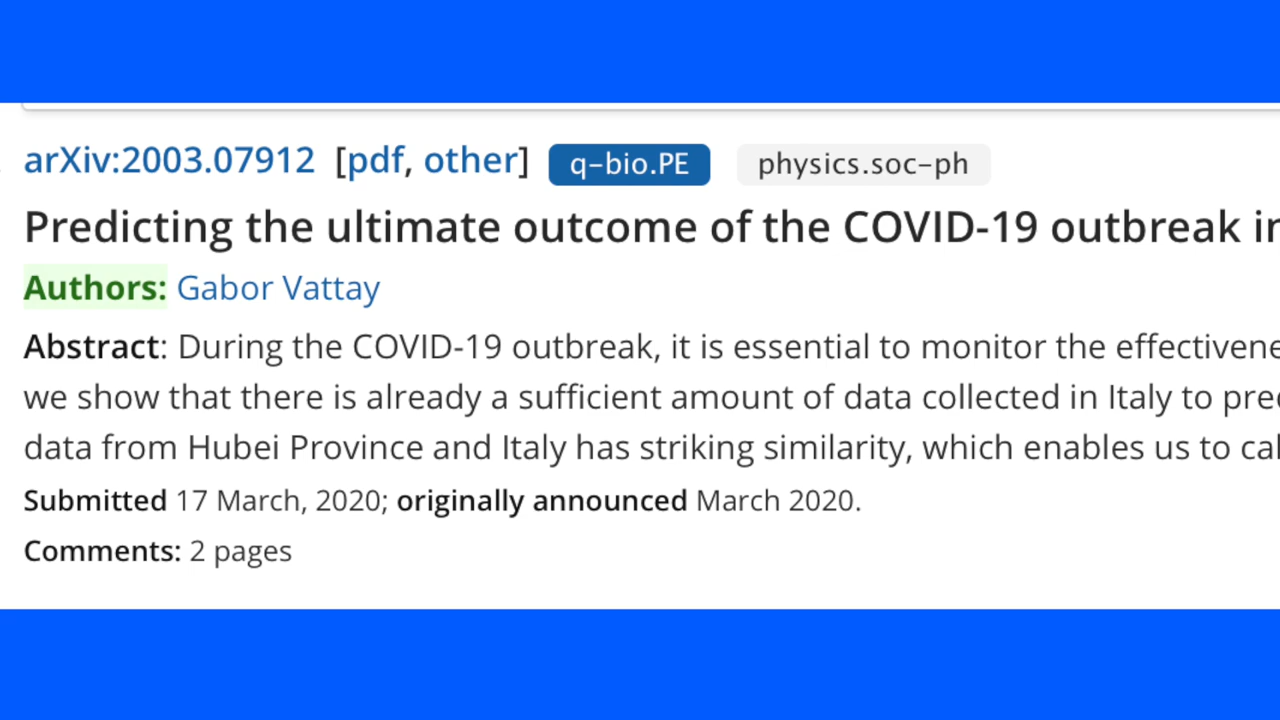 arXiv:2003.07912 [pdf, other] q-bio.PE physics.soc-ph
Predicting the ultimate outcome of the COVID-19 outbreak in
Authors: Gabor Vattay
Abstract: During the COVID-19 outbreak, it is essential to monitor the
we show that there is already a sufficient amount of data collected in Italy to
data from Hubei Province and Italy has striking similarity, which enables us to
Submitted 17 March, 2020; originally announced March 2020.
Comments: 2 pages